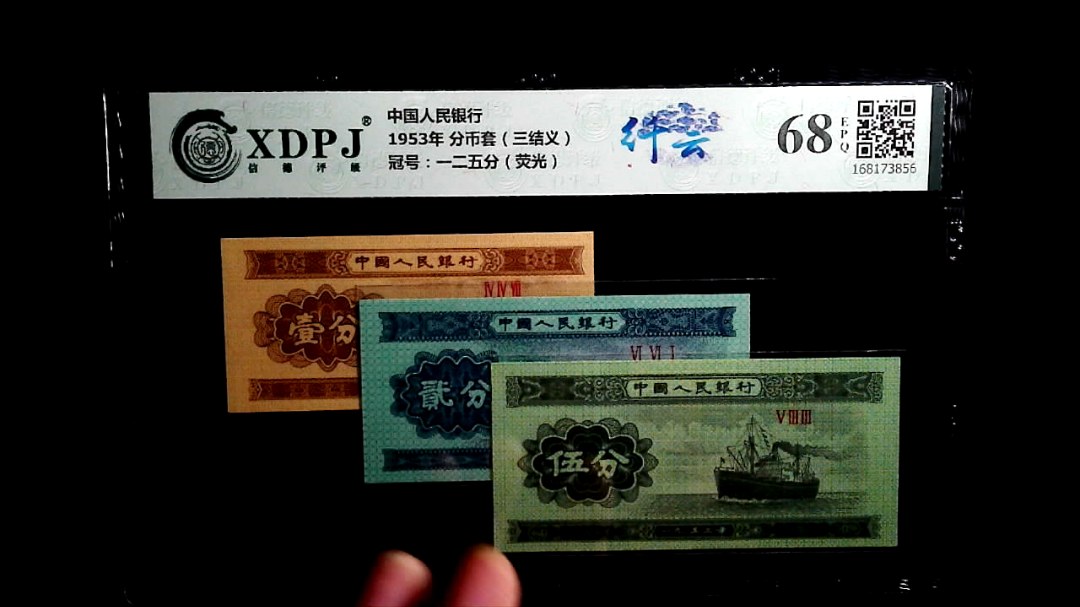 XDPJ®
信德评级
中国人民银行
1953年 分币套（三结义）
冠号：一二五分（荧光）
68
EPQ
168173856
中國人民銀行
ⅣⅣⅦ
壹分
中國人民銀行
ⅥⅥⅠ
貳分
中國人民銀行
伍分